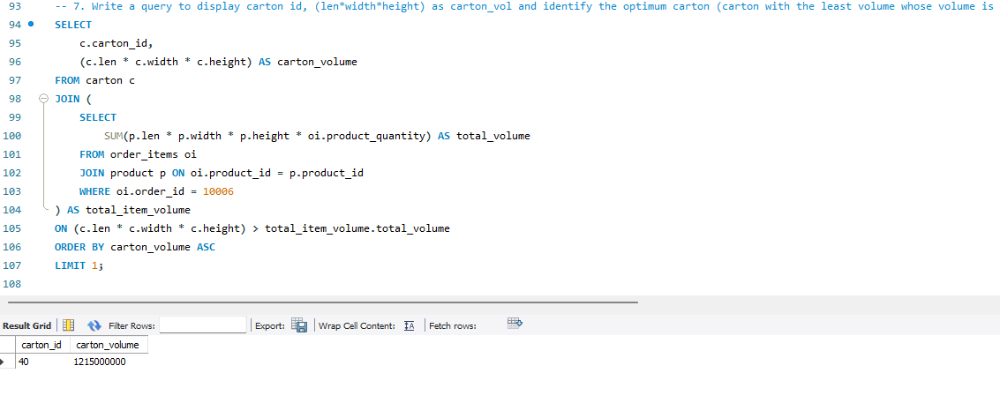 93 -- 7. Write a query to display carton id, (len*width*height) as carton_vol and identify the optimum carton (carton with the least volume whose volume is
94 SELECT
95 c.carton_id,
96 (c.len * c.width * c.height) AS carton_volume
97 FROM carton c
98 JOIN (
99 SELECT
100 SUM(p.len * p.width * p.height * oi.product_quantity) AS total_volume
101 FROM order_items oi
102 JOIN product p ON oi.product_id = p.product_id
103 WHERE oi.order_id = 10006
104 ) AS total_item_volume
105 ON (c.len * c.width * c.height) > total_item_volume.total_volume
106 ORDER BY carton_volume ASC
107 LIMIT 1;
108
Result Grid Filter Rows: Export: Wrap Cell Content: IA Fetch rows:
carton_id carton_volume
40 1215000000